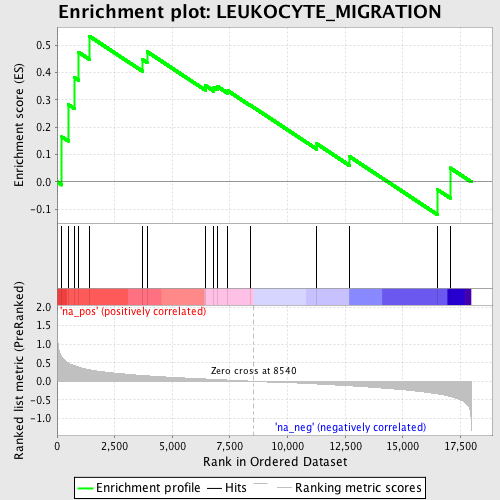 Enrichment plot: LEUKOCYTE_MIGRATION
Enrichment score (ES)
0.5
0.4
0.3
0.2
0.1
0.0
-0.1
'na_pos' (positively correlated)
Ranked list metric (PreRanked)
2.0
1.5
1.0
0.5
0.0
-0.5
-1.0
Zero cross at 8540
'na_neg' (negatively correlated)
0 2,500 5,000 7,500 10,000 12,500 15,000 17,500
Rank in Ordered Dataset
Enrichment profile Hits Ranking metric scores